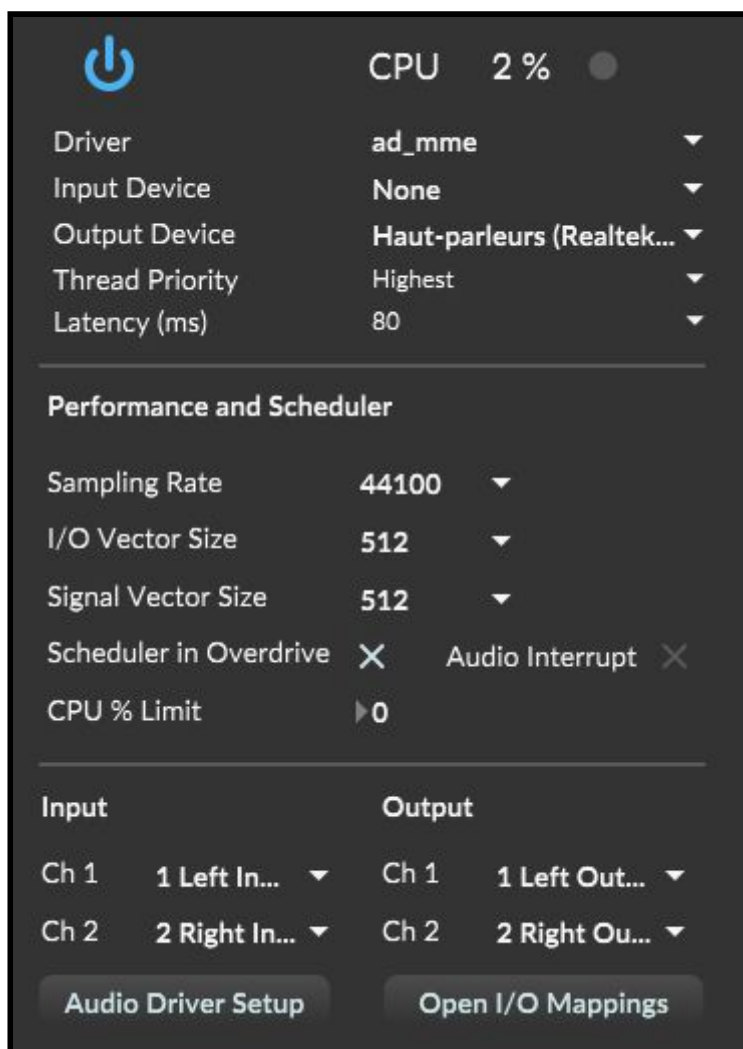 CPU 2 %
Driver ad_mme
Input Device None
Output Device Haut-parleurs (Realtek...
Thread Priority Highest
Latency (ms) 80
Performance and Scheduler
Sampling Rate 44100
I/O Vector Size 512
Signal Vector Size 512
Scheduler in Overdrive Audio Interrupt
CPU % Limit 0
Input Output
Ch 1 1 Left In... Ch 1 1 Left Out...
Ch 2 2 Right In... Ch 2 2 Right Ou...
Audio Driver Setup Open I/O Mappings